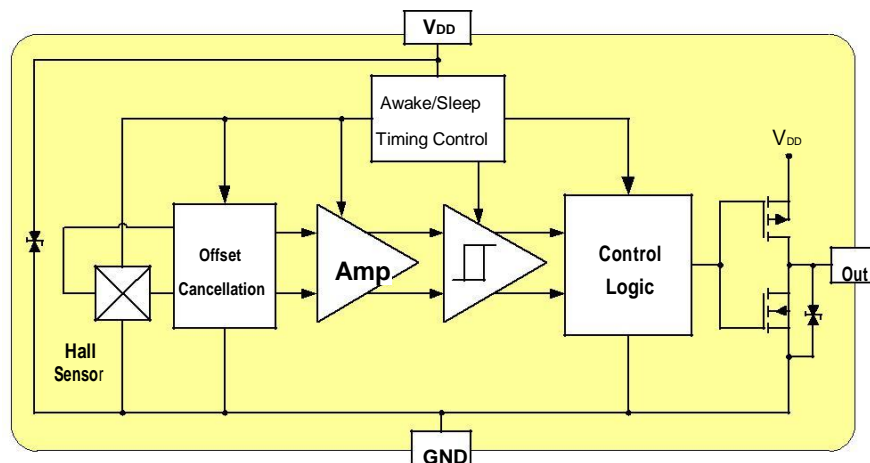 VDD
Awake/Sleep
Timing Control
VDD
Offset
Cancellation
Amp
Control
Logic
Out
Hall
Sensor
GND